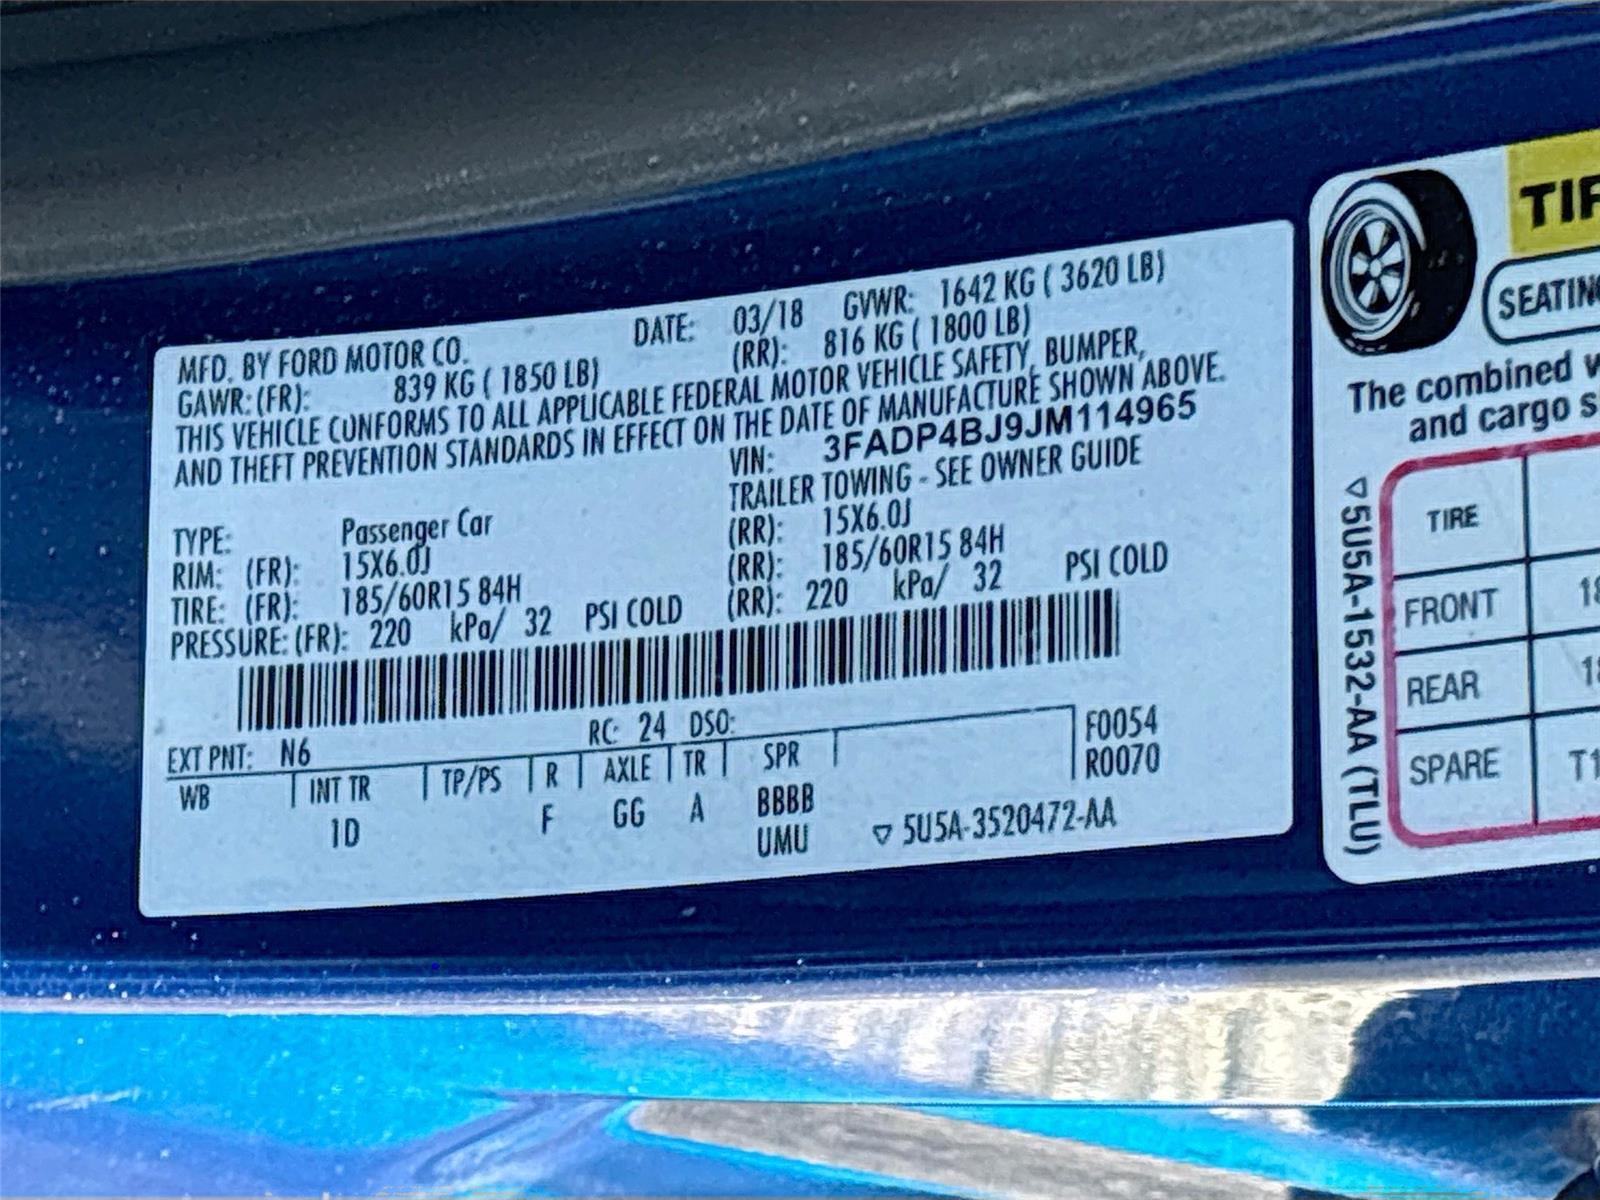 MFD. BY FORD MOTOR CO. DATE: 03/18 GVWR: 1642 KG ( 3620 LB)
GAWR: (FR): 839 KG ( 1850 LB) (RR): 816 KG ( 1800 LB)
THIS VEHICLE CONFORMS TO ALL APPLICABLE FEDERAL MOTOR VEHICLE SAFETY, BUMPER,
AND THEFT PREVENTION STANDARDS IN EFFECT ON THE DATE OF MANUFACTURE SHOWN ABOVE.
VIN: 3FADP4BJ9JM114965
TRAILER TOWING - SEE OWNER GUIDE
TYPE: Passenger Car
RIM: (FR): 15X6.0J (RR): 15X6.0J
TIRE: (FR): 185/60R15 84H (RR): 185/60R15 84H
PRESSURE: (FR): 220 kPa/ 32 PSI COLD (RR): 220 kPa/ 32 PSI COLD
EXT PNT: N6 RC: 24 DSO: F0054
WB INT TR TP/PS R AXLE TR SPR R0070
1D F GG A BBBB
UMU ▽ 5U5A-3520472-AA
TIR
SEATING
The combined w
and cargo s
▽5U5A-1532-AA (TLU)
TIRE
FRONT 18
REAR 18
SPARE T1